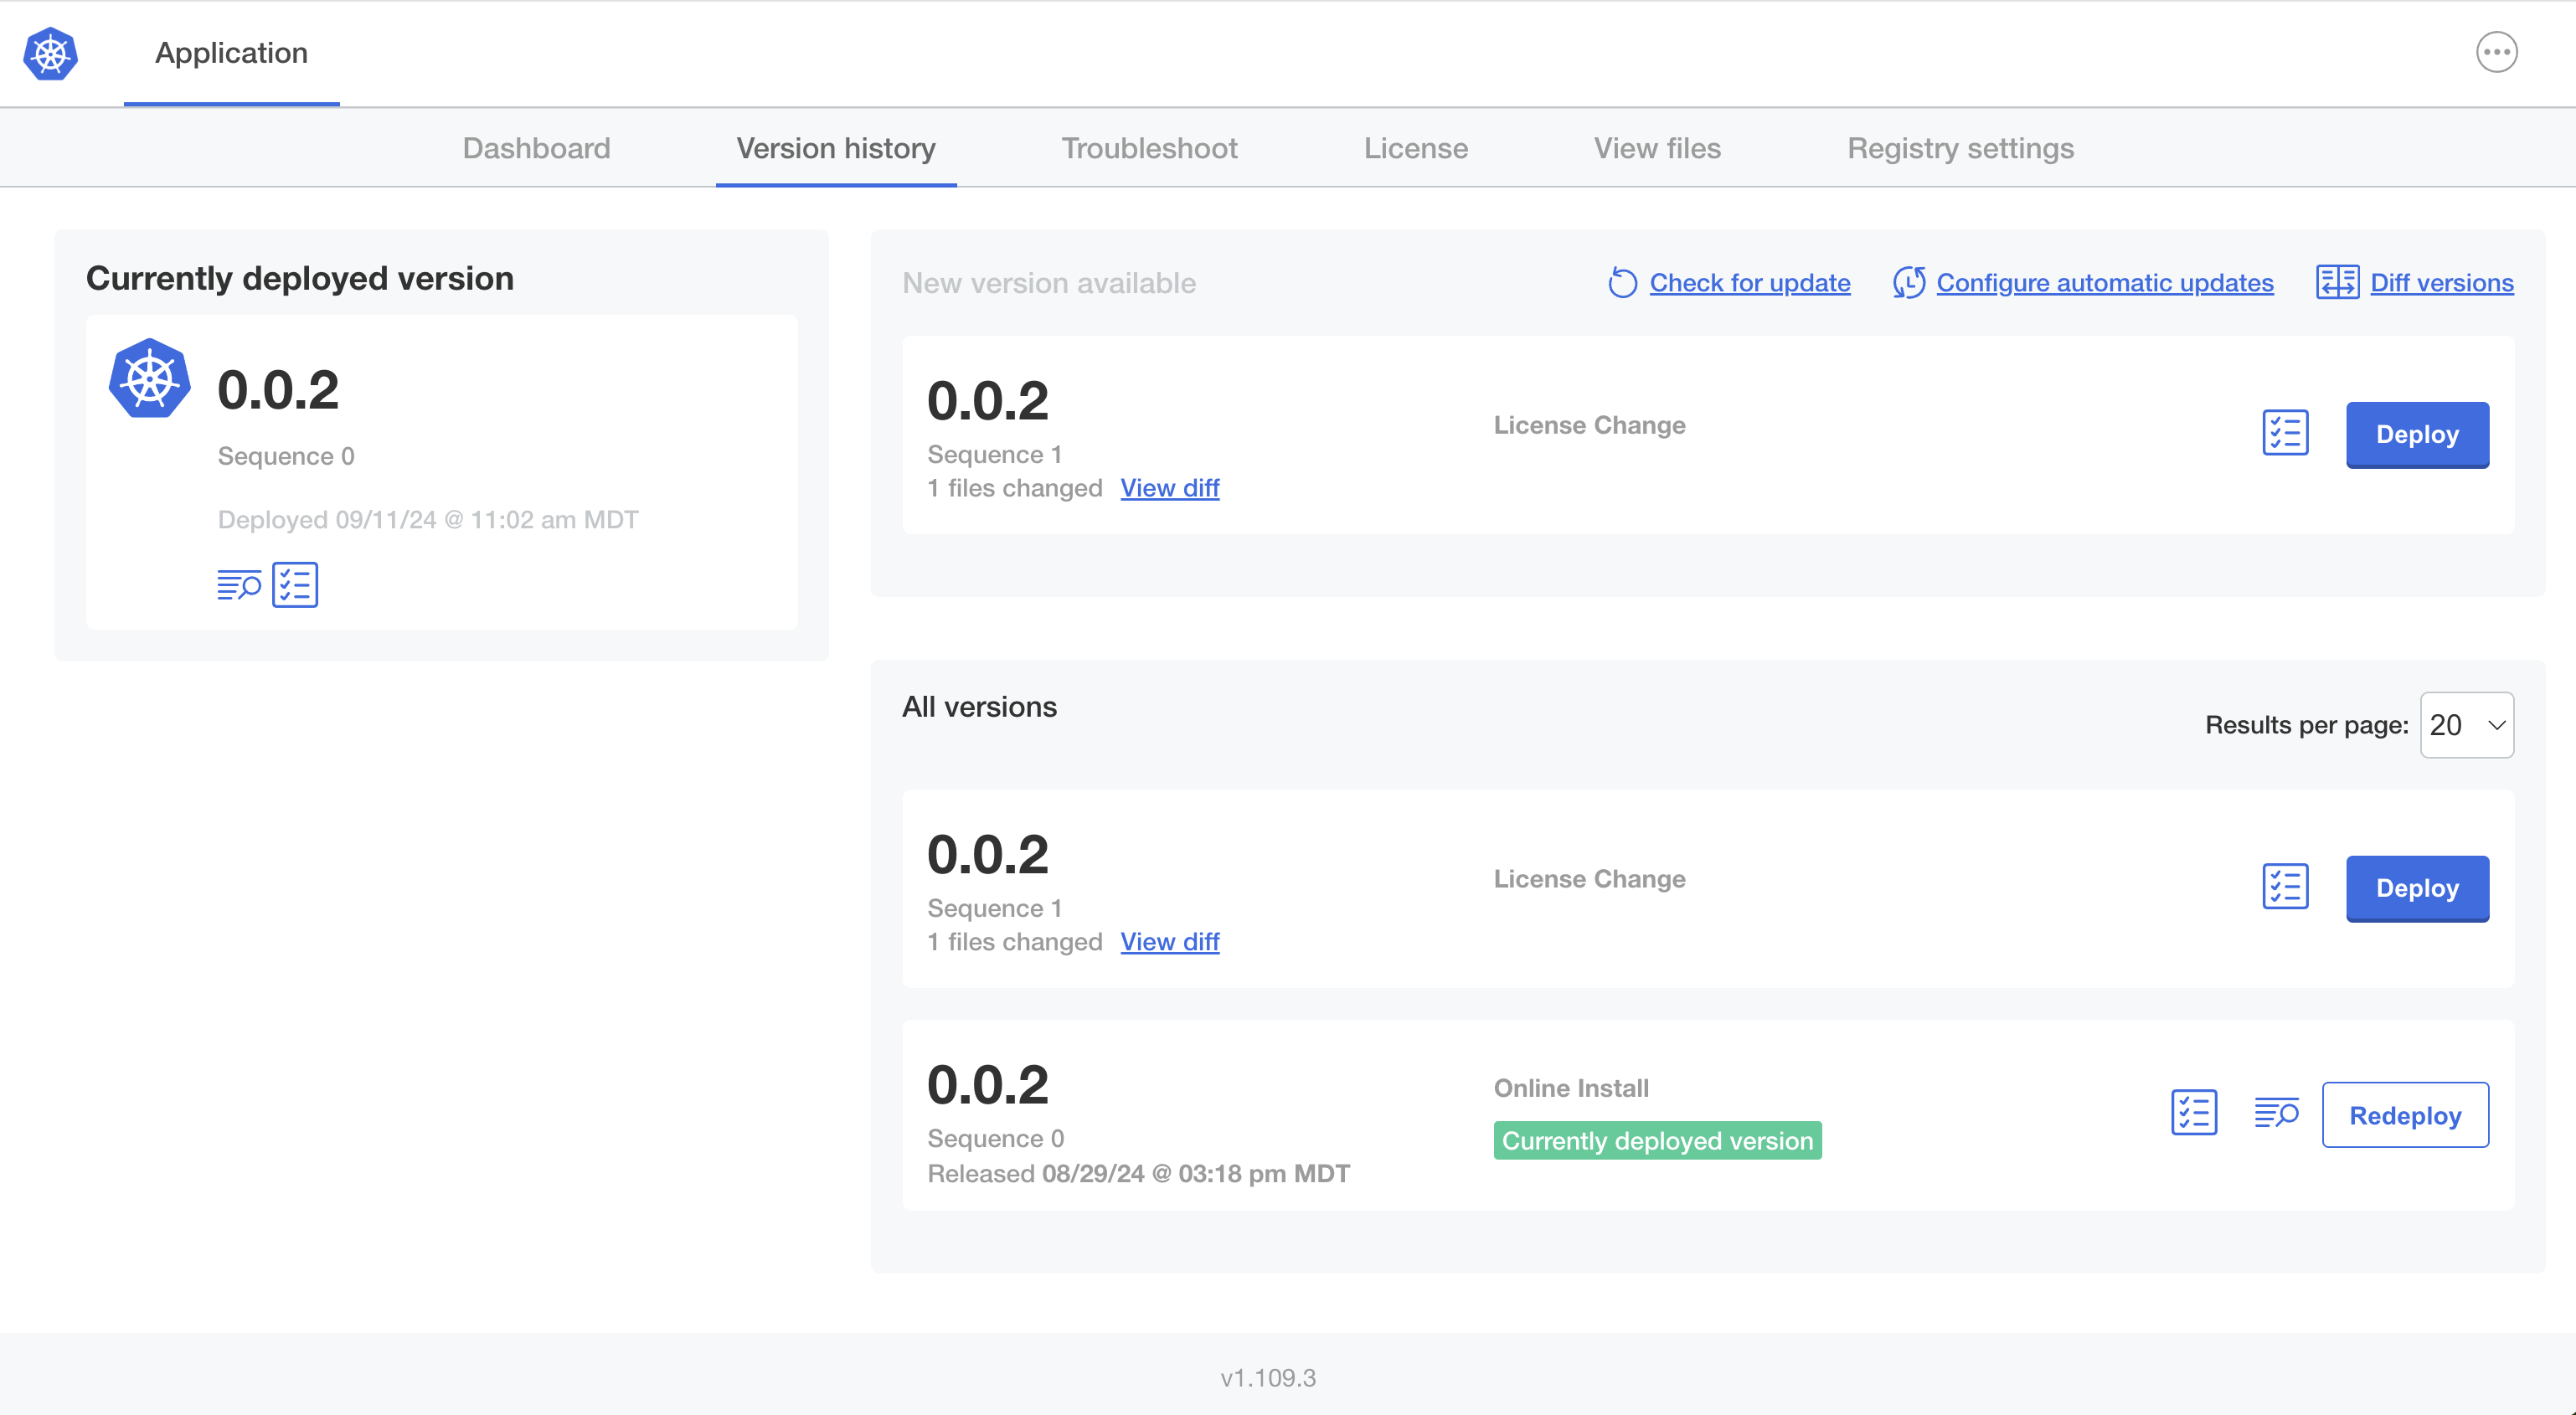 Application
Dashboard
Version history
Troubleshoot
License
View files
Registry settings
Currently deployed version
0.0.2
Sequence 0
Deployed 09/11/24 @ 11:02 am MDT
New version available
Check for update
Configure automatic updates
Diff versions
0.0.2
Sequence 1
1 files changed View diff
License Change
Deploy
All versions
Results per page: 20
0.0.2
Sequence 1
1 files changed View diff
License Change
Deploy
0.0.2
Sequence 0
Released 08/29/24 @ 03:18 pm MDT
Online Install
Currently deployed version
Redeploy
v1.109.3